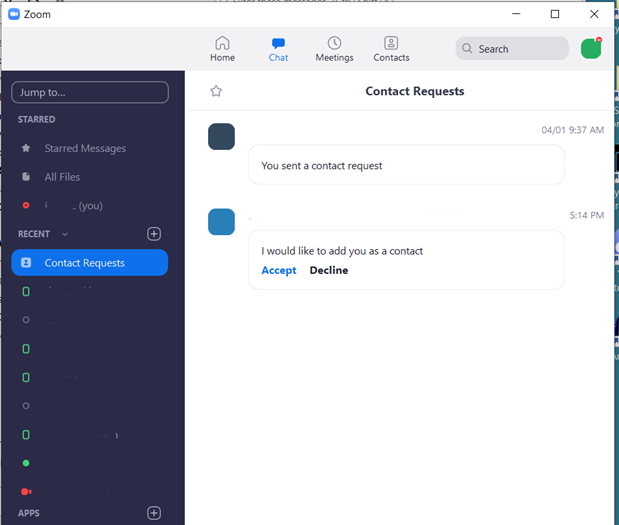 Zoom
Home
Chat
Meetings
Contacts
Search
Jump to...
STARRED
Starred Messages
All Files
(you)
RECENT
Contact Requests
APPS
Contact Requests
04/01 9:37 AM
You sent a contact request
5:14 PM
I would like to add you as a contact
Accept Decline